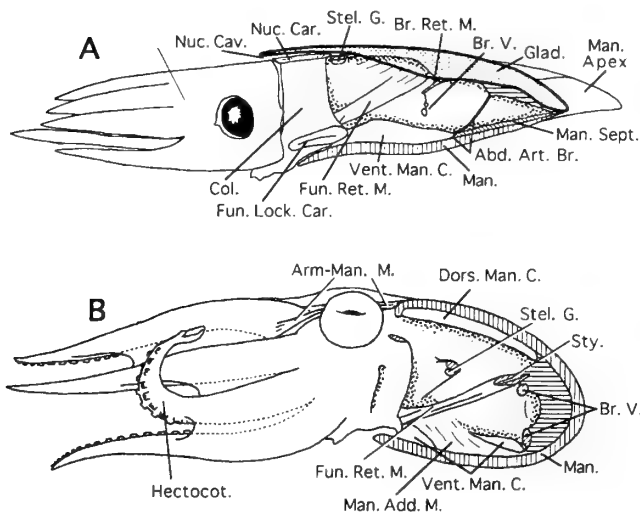 A
Nuc. Cav.
Nuc. Car.
Stel. G.
Br. Ret. M.
Br. V.
Glad.
Man.
Apex
Man. Sept.
Abd. Art. Br.
Man.
Vent. Man. C.
Fun. Ret. M.
Col.
Fun. Lock. Car.
B
Arm-Man. M.
Dors. Man. C.
Stel. G.
Sty.
Br. V.
Man.
Vent. Man. C.
Fun. Ret. M.
Man. Add. M.
Hectocot.